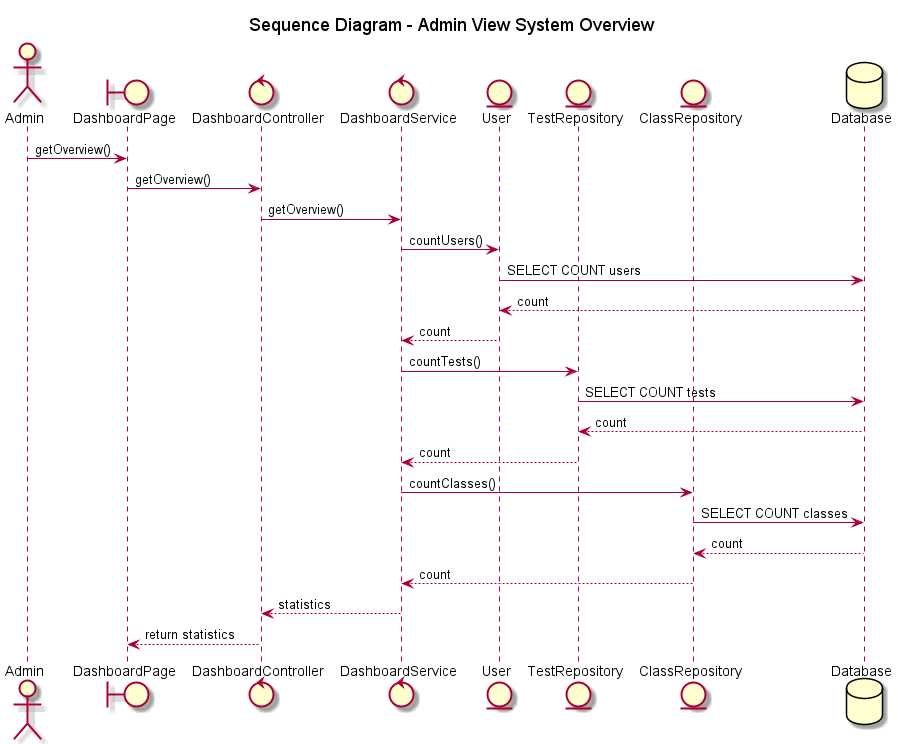 Sequence Diagram - Admin View System Overview
Admin DashboardPage DashboardController DashboardService User TestRepository ClassRepository Database
getOverview()
getOverview()
getOverview()
countUsers()
SELECT COUNT users
count
count
countTests()
SELECT COUNT tests
count
count
countClasses()
SELECT COUNT classes
count
count
statistics
return statistics
Admin DashboardPage DashboardController DashboardService User TestRepository ClassRepository Database